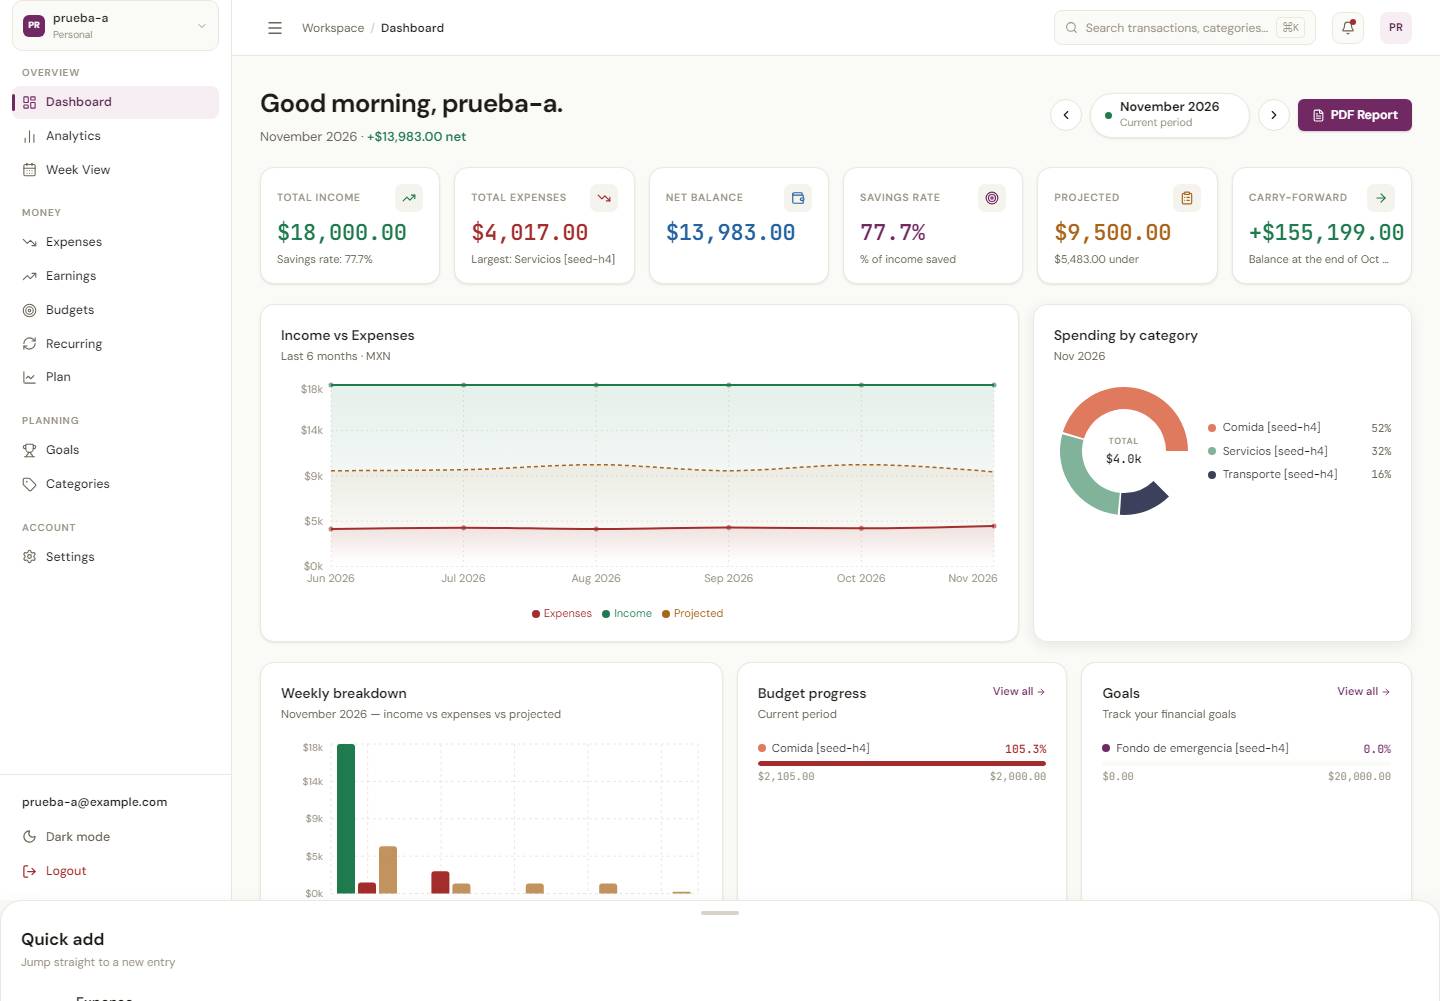 PR
prueba-a
Personal
OVERVIEW
Dashboard
Analytics
Week View
MONEY
Expenses
Earnings
Budgets
Recurring
Plan
PLANNING
Goals
Categories
ACCOUNT
Settings
prueba-a@example.com
Dark mode
Logout
Workspace / Dashboard
Search transactions, categories... ⌘K
PR
Good morning, prueba-a.
November 2026 · +$13,983.00 net
November 2026
Current period
PDF Report
TOTAL INCOME
$18,000.00
Savings rate: 77.7%
TOTAL EXPENSES
$4,017.00
Largest: Servicios [seed-h4]
NET BALANCE
$13,983.00
SAVINGS RATE
77.7%
% of income saved
PROJECTED
$9,500.00
$5,483.00 under
CARRY-FORWARD
+$155,199.00
Balance at the end of Oct ...
Income vs Expenses
Last 6 months · MXN
$18k
$14k
$9k
$5k
$0k
Jun 2026 Jul 2026 Aug 2026 Sep 2026 Oct 2026 Nov 2026
Expenses Income Projected
Spending by category
Nov 2026
TOTAL
$4.0k
Comida [seed-h4] 52%
Servicios [seed-h4] 32%
Transporte [seed-h4] 16%
Weekly breakdown
November 2026 — income vs expenses vs projected
$18k
$14k
$9k
$5k
$0k
Budget progress View all →
Current period
Comida [seed-h4] 105.3%
$2,105.00 $2,000.00
Goals View all →
Track your financial goals
Fondo de emergencia [seed-h4] 0.0%
$0.00 $20,000.00
Quick add
Jump straight to a new entry
Expense